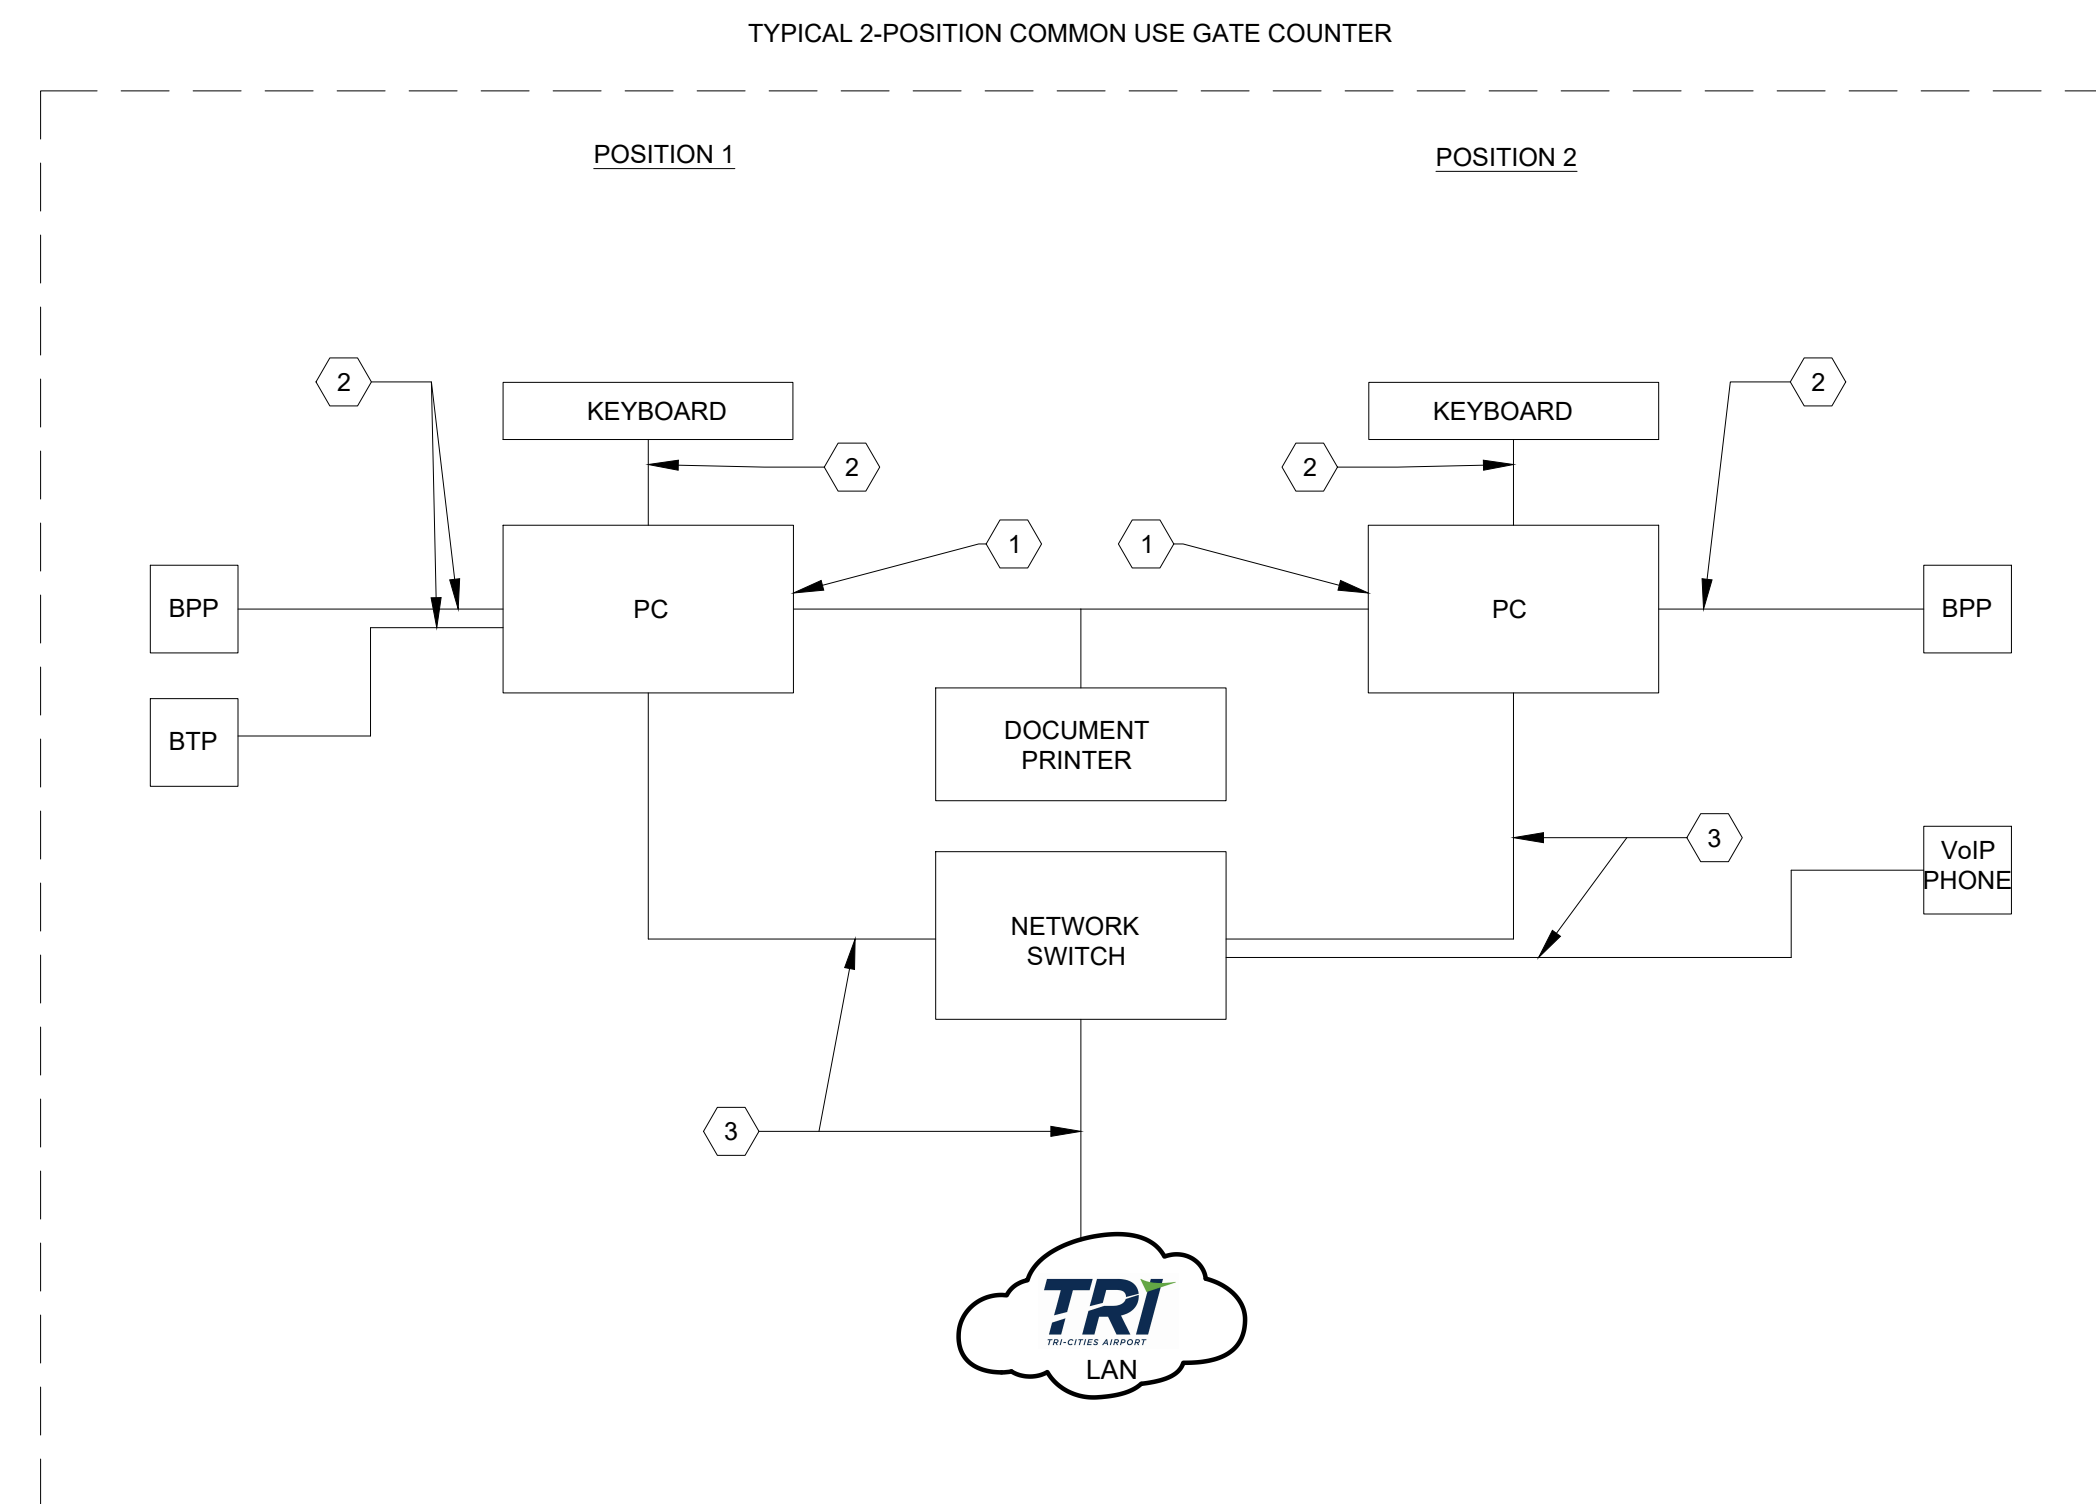 TYPICAL 2-POSITION COMMON USE GATE COUNTER
POSITION 1
POSITION 2
2
KEYBOARD
2
KEYBOARD
2
2
1
1
BPP
PC
PC
BPP
BTP
DOCUMENT
PRINTER
3
VoIP
PHONE
NETWORK
SWITCH
3
TRI
TRI-CITIES AIRPORT
LAN